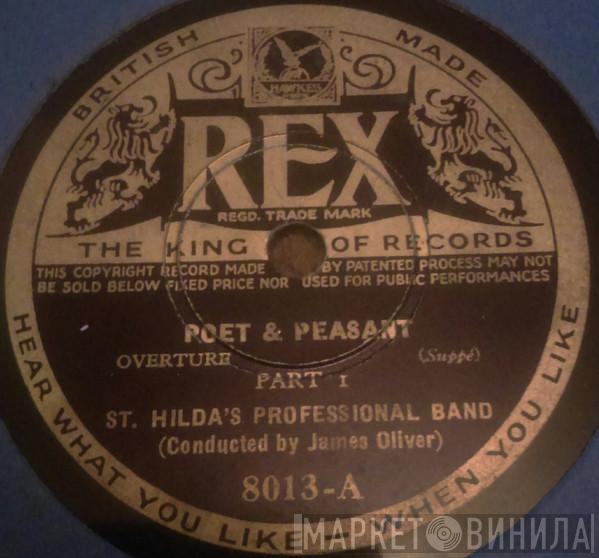 BRITISH MADE
HAWKER
REX
REGD. TRADE MARK
THE KING OF RECORDS
THIS COPYRIGHT RECORD MADE BY PATENTED PROCESS MAY NOT
BE SOLD BELOW FIXED PRICE NOR USED FOR PUBLIC PERFORMANCES
POET & PEASANT
OVERTURE (Suppé)
PART 1
ST. HILDA'S PROFESSIONAL BAND
(Conducted by James Oliver)
8013-A
HEAR WHAT YOU LIKE – WHEN YOU LIKE
МАРКЕТ ВИНИЛА